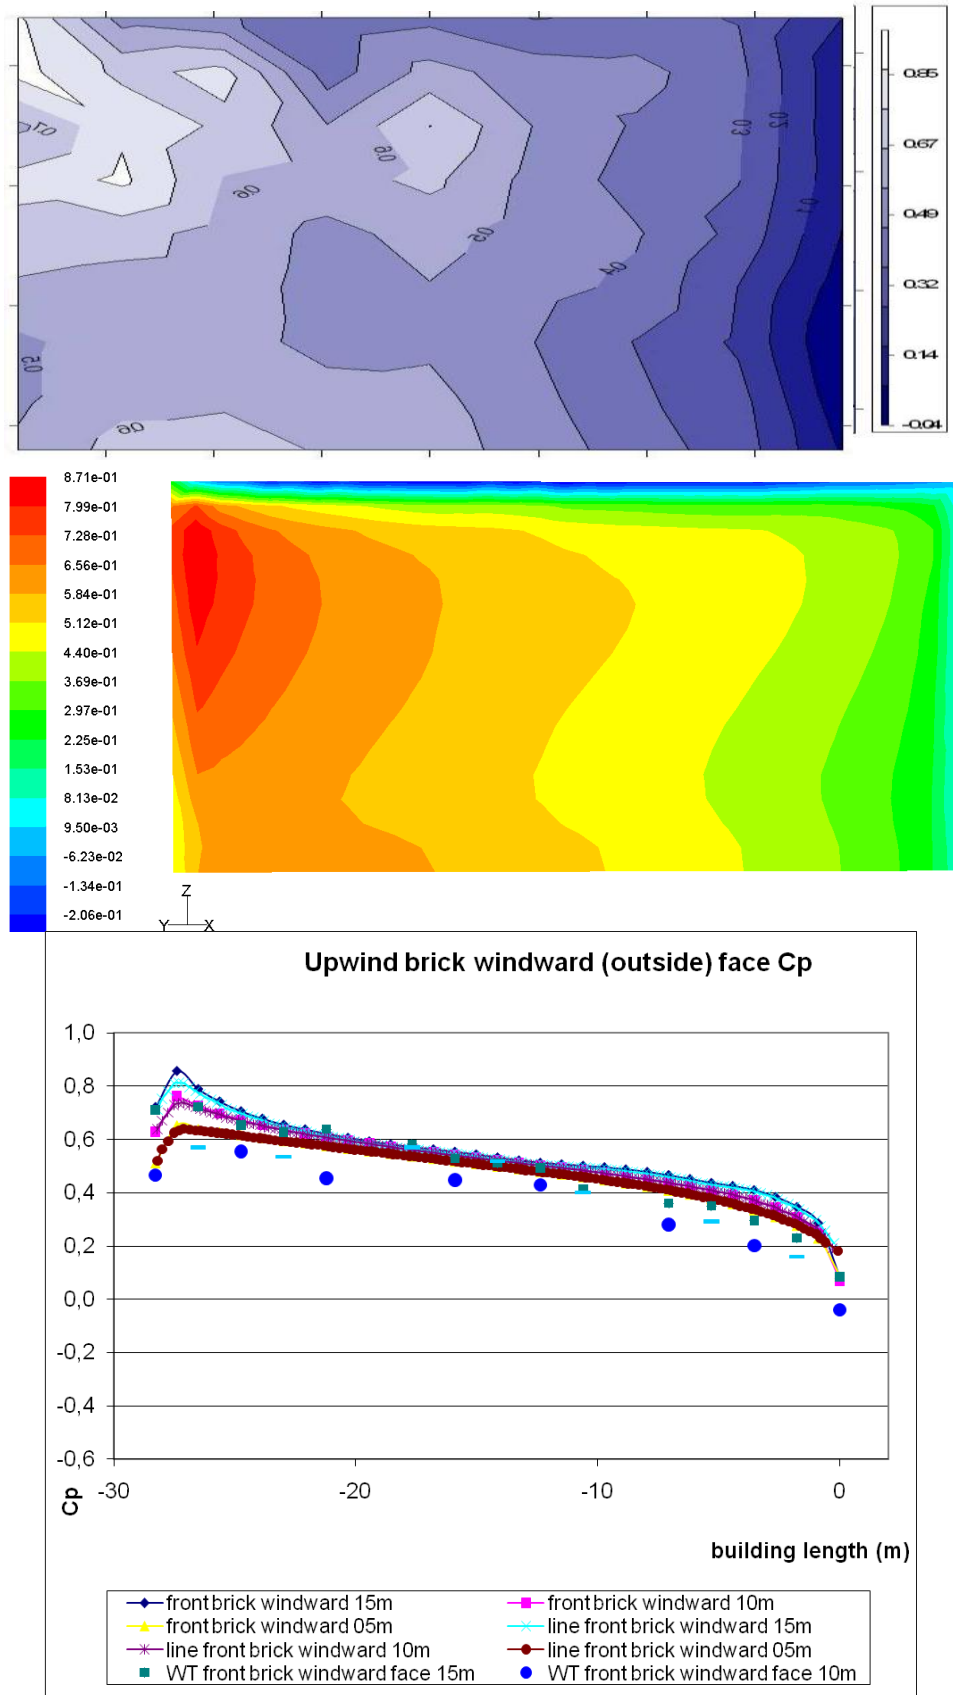 0.85
0.67
0.49
0.32
0.14
-0.04
0.3
0.2
0.1
8.71e-01
7.99e-01
7.28e-01
6.56e-01
5.84e-01
5.12e-01
4.40e-01
3.69e-01
2.97e-01
2.25e-01
1.53e-01
8.13e-02
9.50e-03
-6.23e-02
-1.34e-01
-2.06e-01
Z
Y X
Upwind brick windward (outside) face Cp
1,0
0,8
0,6
0,4
0,2
0,0
-0,2
-0,4
-0,6
Cp
-30 -20 -10 0
building length (m)
front brick windward 15m front brick windward 10m
front brick windward 05m line front brick windward 15m
line front brick windward 10m line front brick windward 05m
WT front brick windward face 15m WT front brick windward face 10m